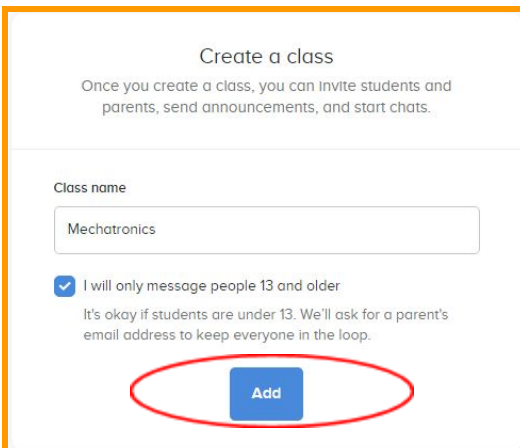 Create a class
Once you create a class, you can invite students and
parents, send announcements, and start chats.
Class name
Mechatronics
I will only message people 13 and older
It's okay if students are under 13. We'll ask for a parent's
email address to keep everyone in the loop.
Add